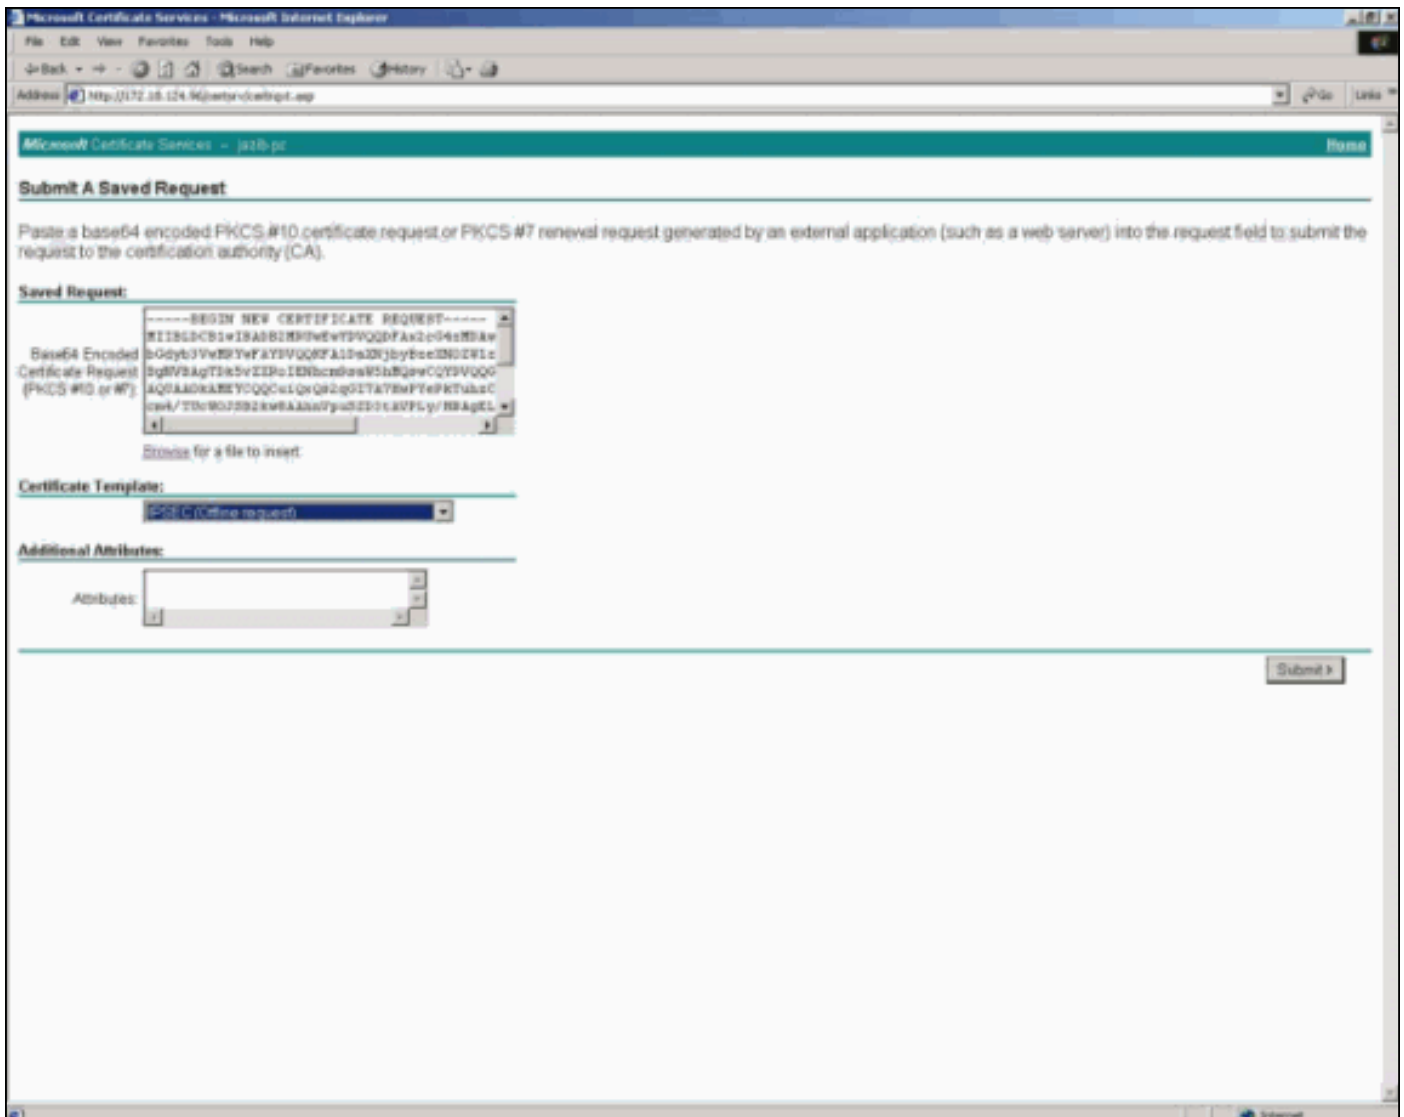 Microsoft Certificate Services - Microsoft Internet Explorer
File Edit View Favorites Tools Help
Back Search Favorites History
Address Go Links
Microsoft Certificate Services -- jazib-pc Home
Submit A Saved Request
Paste a base64 encoded PKCS #10 certificate request or PKCS #7 renewal request generated by an external application (such as a web server) into the request field to submit the
request to the certification authority (CA).
Saved Request:
-----BEGIN NEW CERTIFICATE REQUEST-----
Base64 Encoded
Certificate Request
(PKCS #10 or #7):
Browse for a file to insert.
Certificate Template:
IPSEC (Offline request)
Additional Attributes:
Attributes:
Submit >
Internet